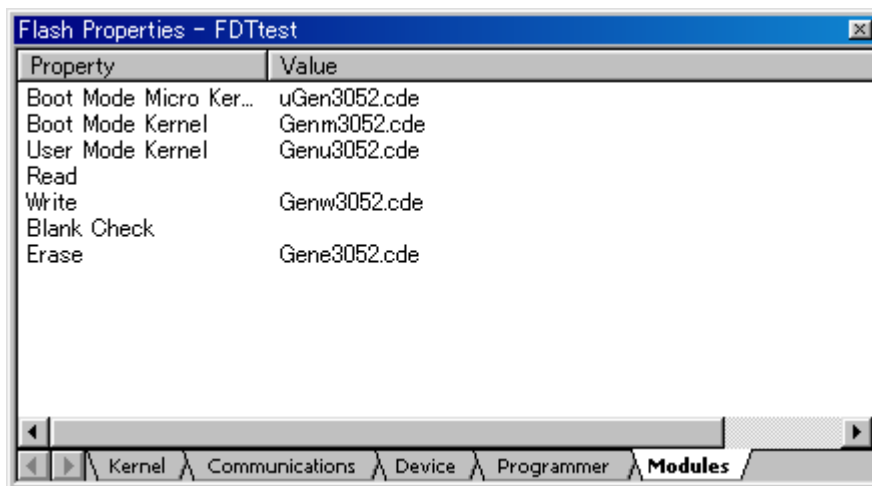 Flash Properties - FDTtest
Property Value
Boot Mode Micro Ker... uGen3052.cde
Boot Mode Kernel Genm3052.cde
User Mode Kernel Genu3052.cde
Read
Write Genw3052.cde
Blank Check
Erase Gene3052.cde
Kernel Communications Device Programmer Modules